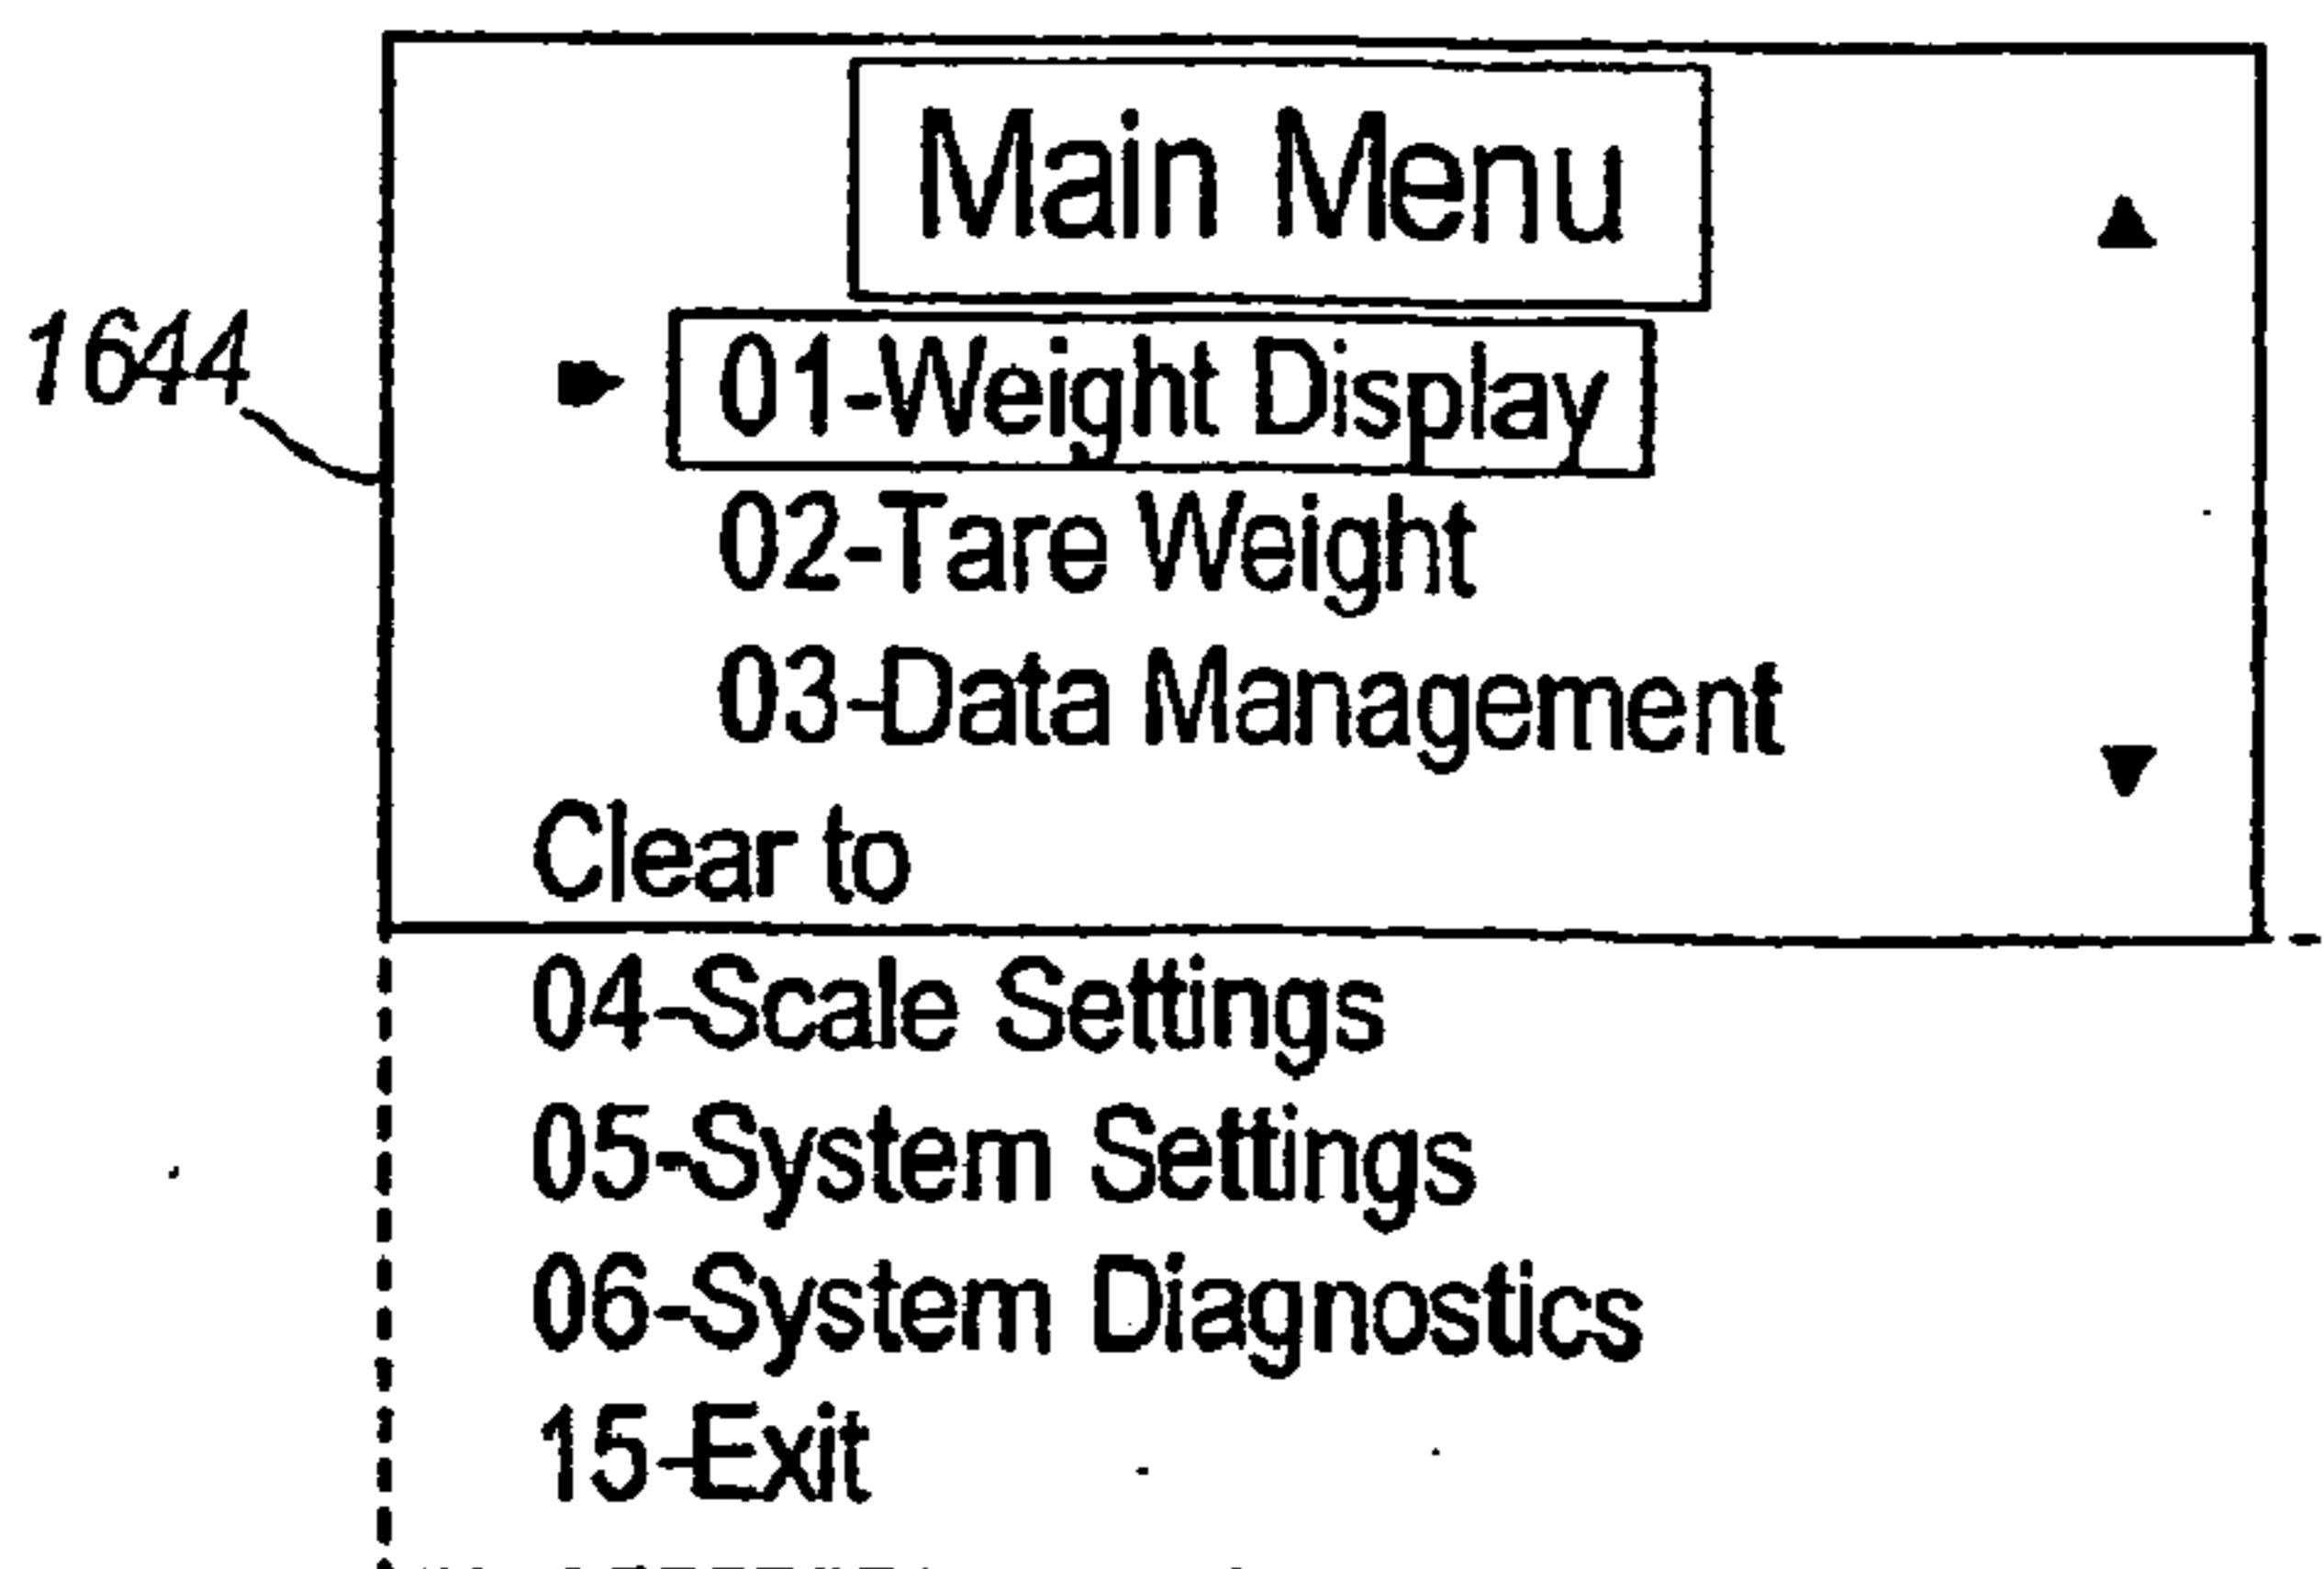 Main Menu
1644
01-Weight Display
02-Tare Weight
03-Data Management
Clear to
04-Scale Settings
05-System Settings
06-System Diagnostics
15-Exit